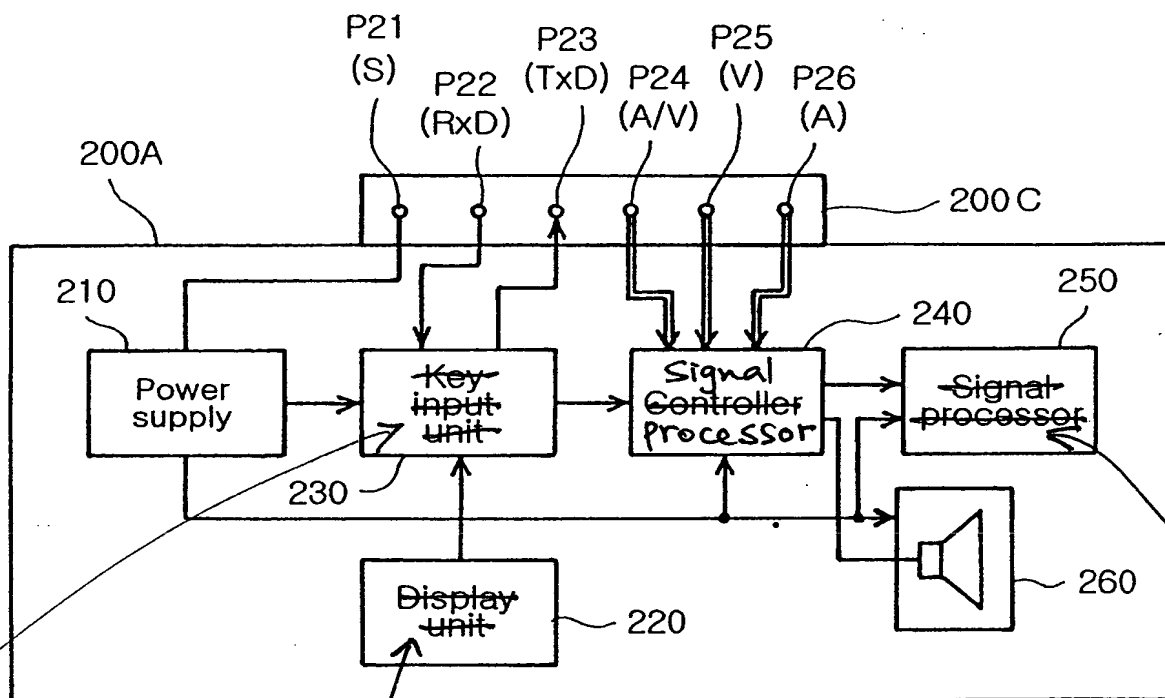 P21
(S)
P22
(RxD)
P23
(TxD)
P24
(A/V)
P25
(V)
P26
(A)
200A
200C
210
Power
supply
Key
input
unit
230
Signal
Controller
processor
240
250
Signal
processor
Display
unit
220
260